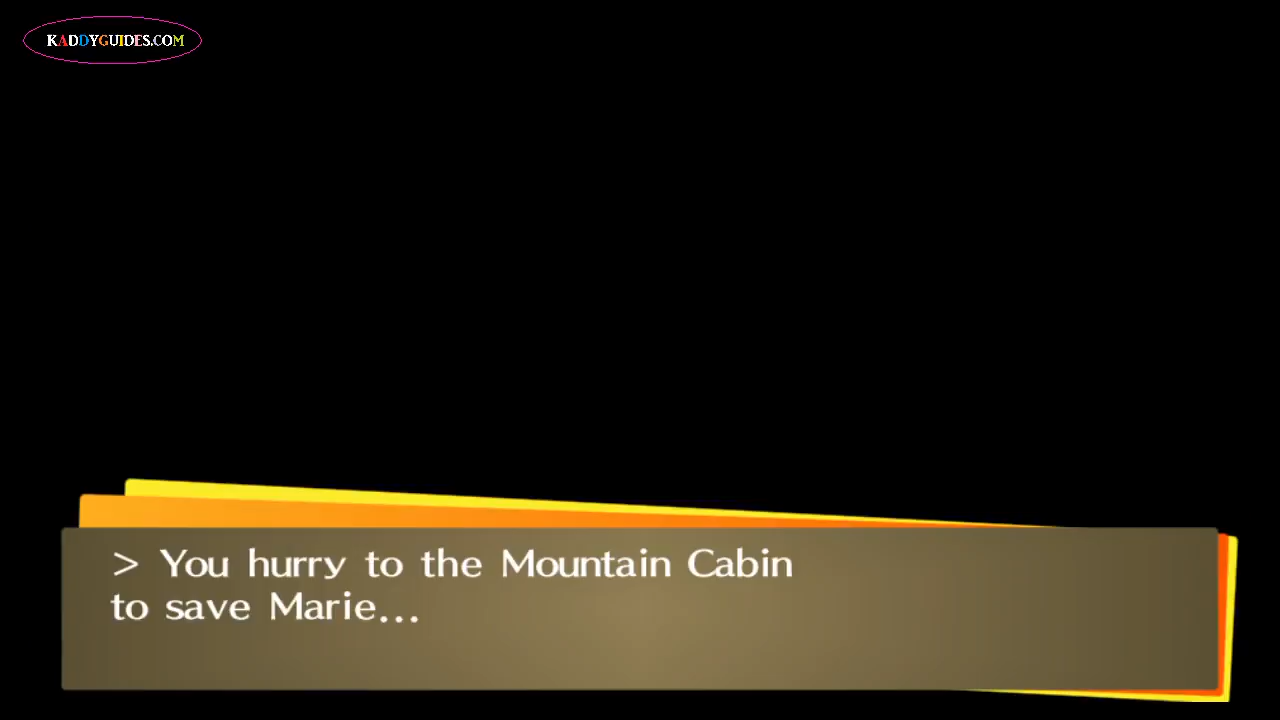 KADDYGUIDES.COM
> You hurry to the Mountain Cabin
to save Marie...